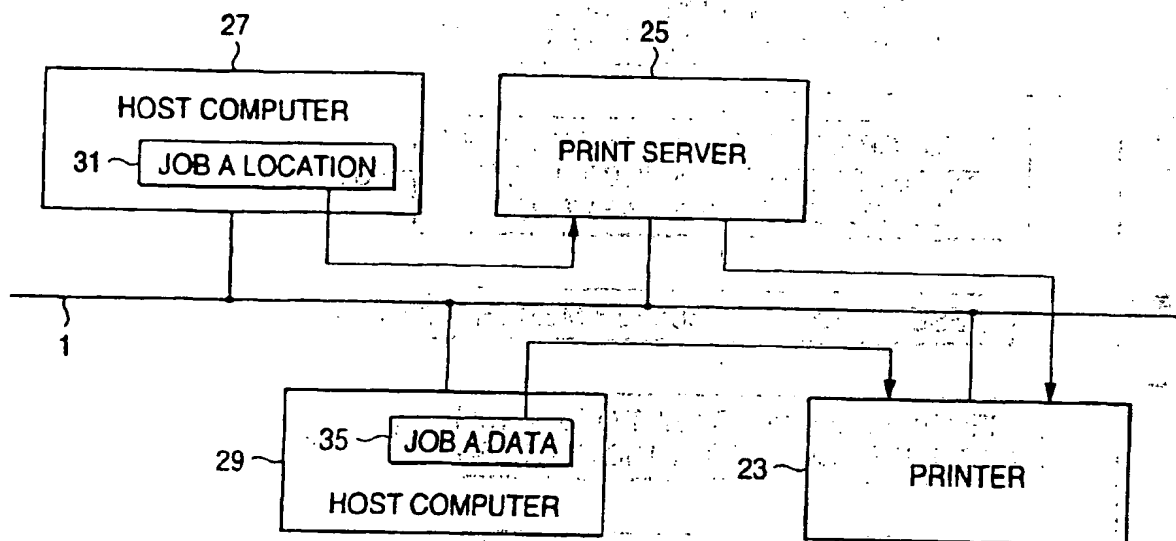 27
25
HOST COMPUTER
31
JOB A LOCATION
PRINT SERVER
1
35
JOB A DATA
29
HOST COMPUTER
23
PRINTER